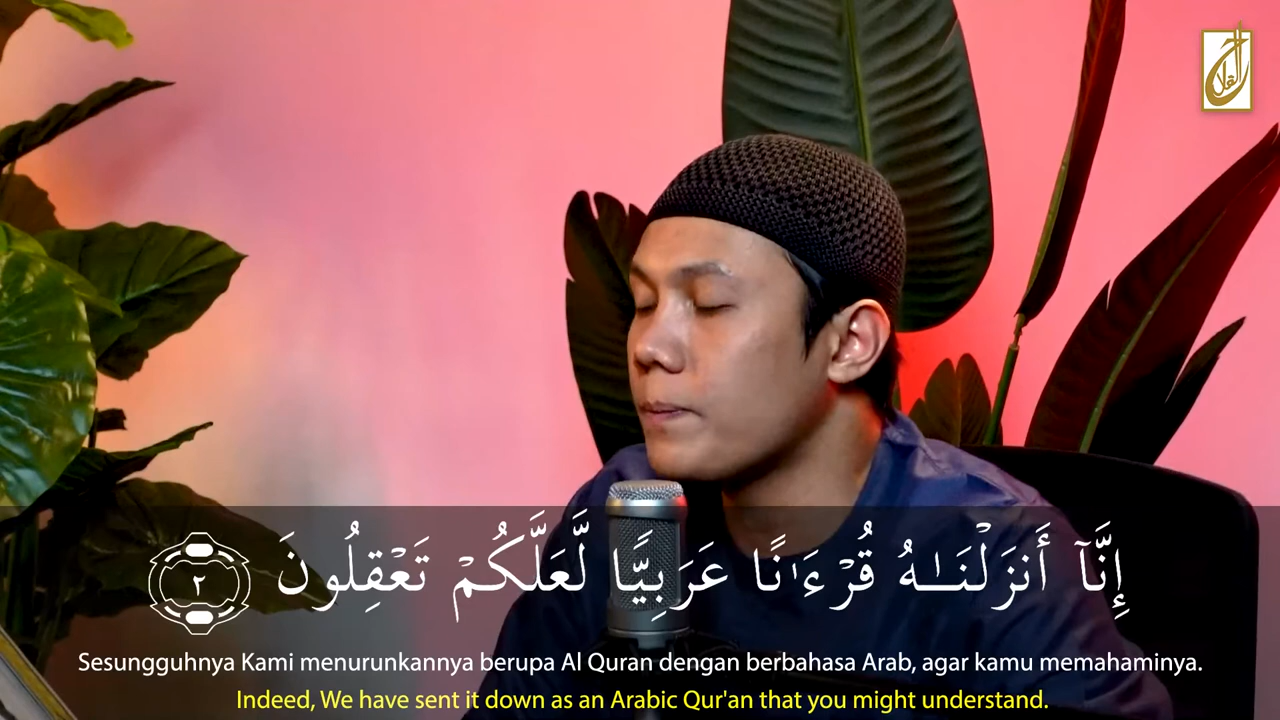 العلاج
إِنَّآ أَنزَلْنَـٰهُ قُرْءَٰنًا عَرَبِيًّا لَّعَلَّكُمْ تَعْقِلُونَ ٢
Sesungguhnya Kami menurunkannya berupa Al Quran dengan berbahasa Arab, agar kamu memahaminya.
Indeed, We have sent it down as an Arabic Qur'an that you might understand.